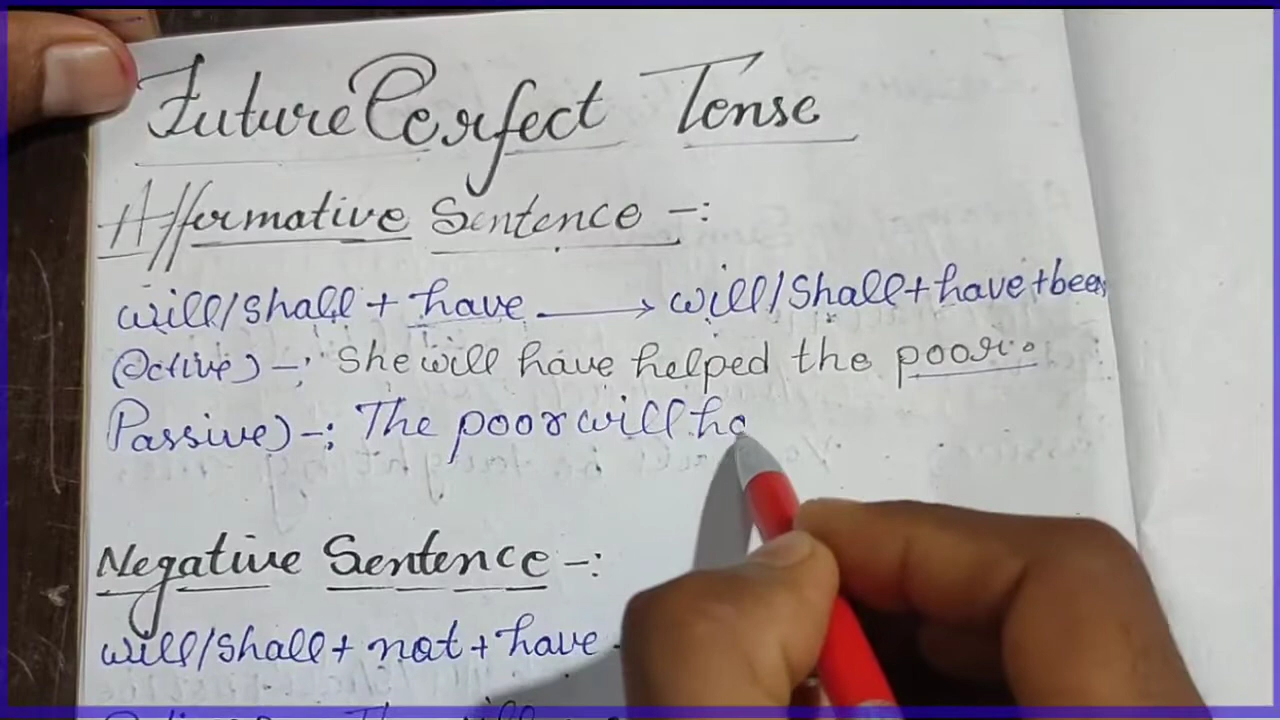 Future Perfect Tense
Affermative Sentence -:
will/Shall + have → will/Shall + have + been
(Active) -: She will have helped the poor.
Passive) -: The poor will ha
Negative Sentence -:
will/Shall + not + have -